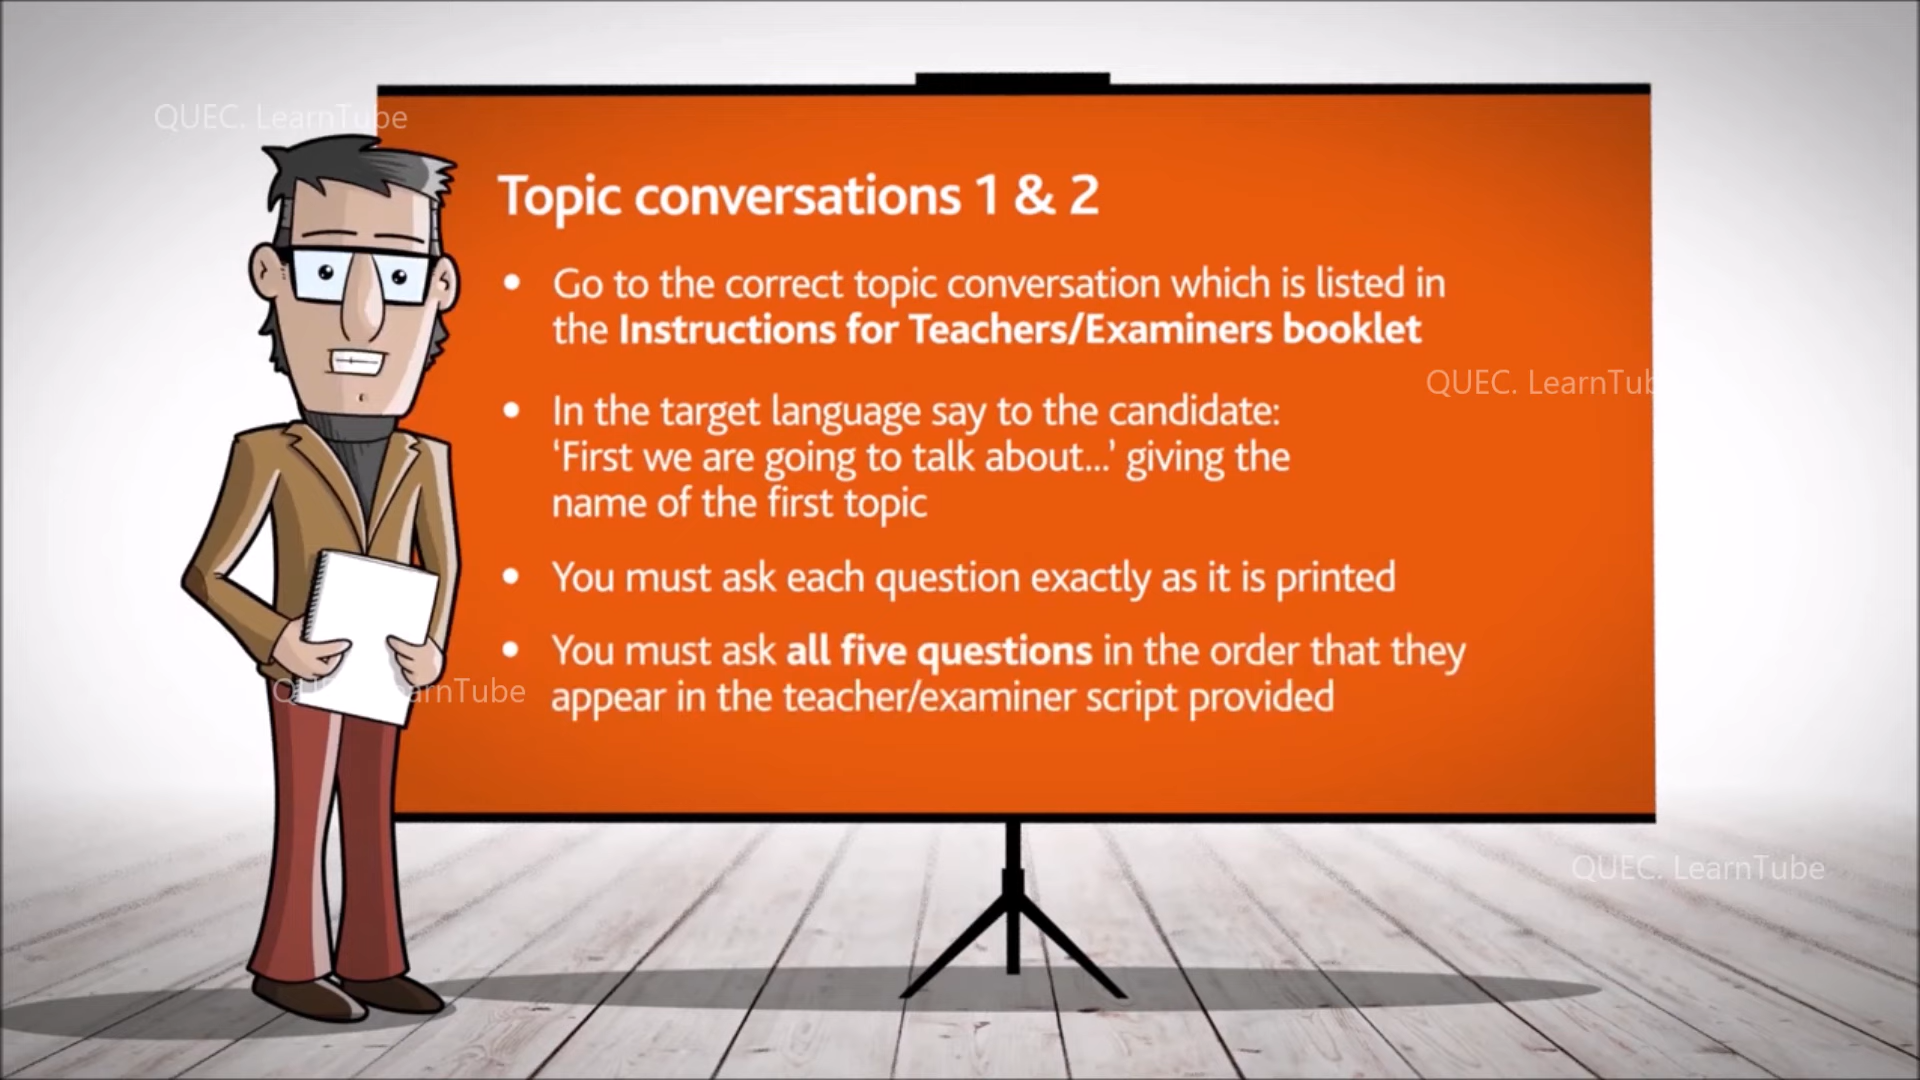 QUEC. LearnTube
Topic conversations 1 & 2
• Go to the correct topic conversation which is listed in
the Instructions for Teachers/Examiners booklet
QUEC. LearnTube
• In the target language say to the candidate:
‘First we are going to talk about...’ giving the
name of the first topic
• You must ask each question exactly as it is printed
• You must ask all five questions in the order that they
appear in the teacher/examiner script provided
QUEC. LearnTube
QUEC. LearnTube